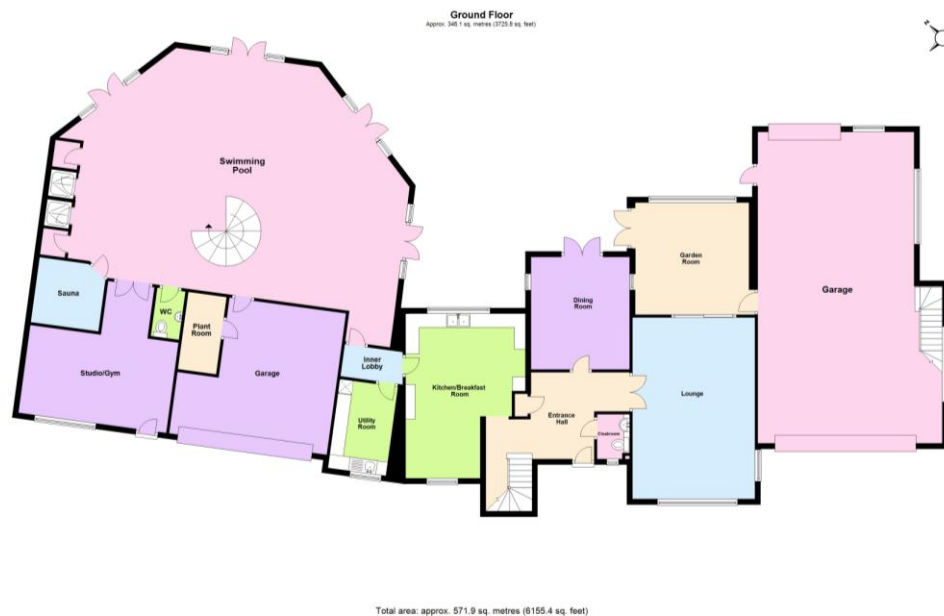 Ground Floor
Approx. 346.1 sq. metres (3725.8 sq. feet)
N
Swimming
Pool
Garden
Room
Dining
Room
Garage
Sauna
WC
Plant
Room
Inner
Lobby
Studio/Gym
Garage
Kitchen/Breakfast
Room
Lounge
Utility
Room
Entrance
Hall
Cloakroom
Total area: approx. 571.9 sq. metres (6155.4 sq. feet)